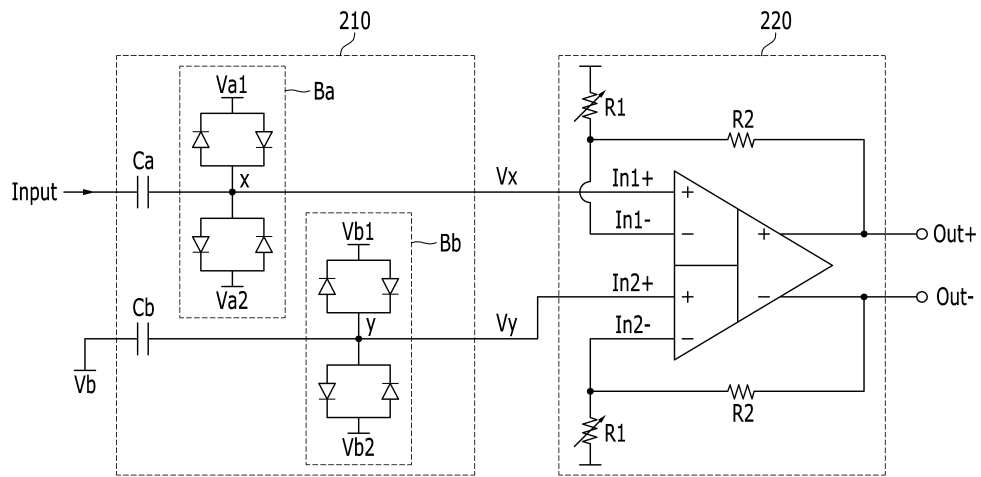 210
220
Va1
Ba
R1
R2
Ca
x
Input
Vx
In1+
+
In1-
−
Vb1
Bb
+
Out+
Va2
In2+
+
−
Out-
Cb
y
Vy
In2-
−
Vb
R2
Vb2
R1